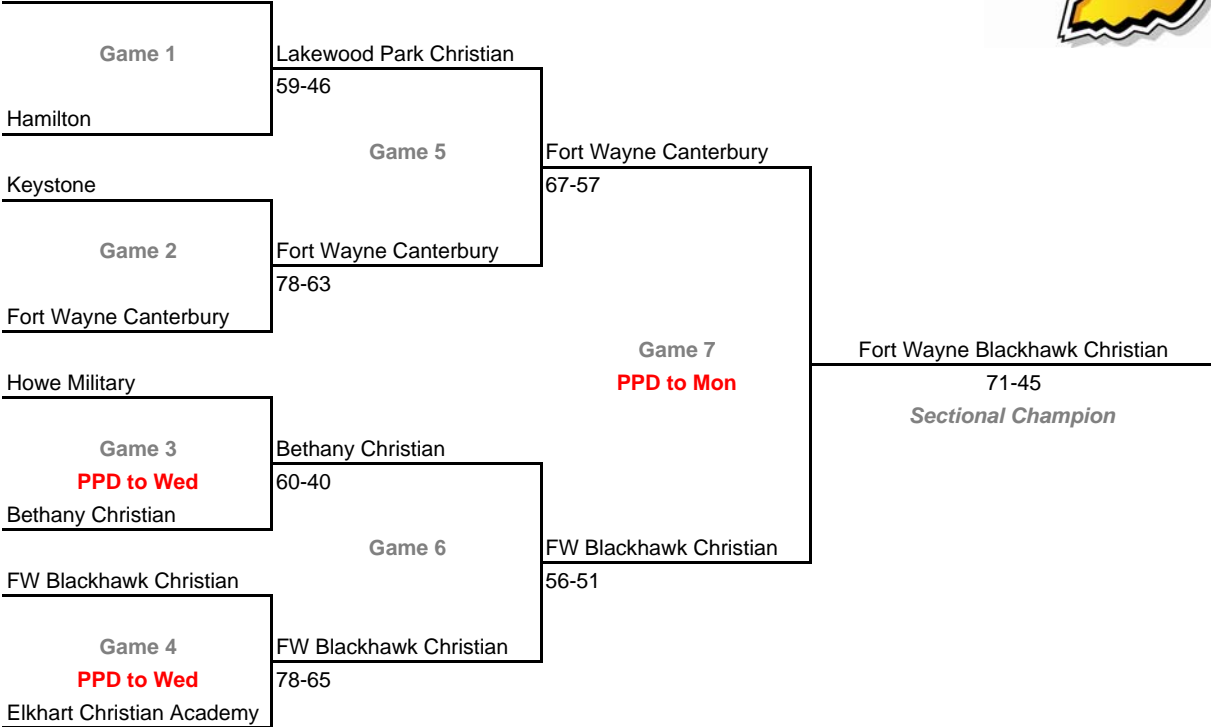 Game 1
Lakewood Park Christian
59-46
Hamilton
Game 5
Fort Wayne Canterbury
67-57
Keystone
Game 2
Fort Wayne Canterbury
78-63
Fort Wayne Canterbury
Game 7
PPD to Mon
Fort Wayne Blackhawk Christian
71-45
Sectional Champion
Howe Military
Game 3
PPD to Wed
Bethany Christian
60-40
Bethany Christian
Game 6
FW Blackhawk Christian
56-51
FW Blackhawk Christian
Game 4
PPD to Wed
FW Blackhawk Christian
78-65
Elkhart Christian Academy